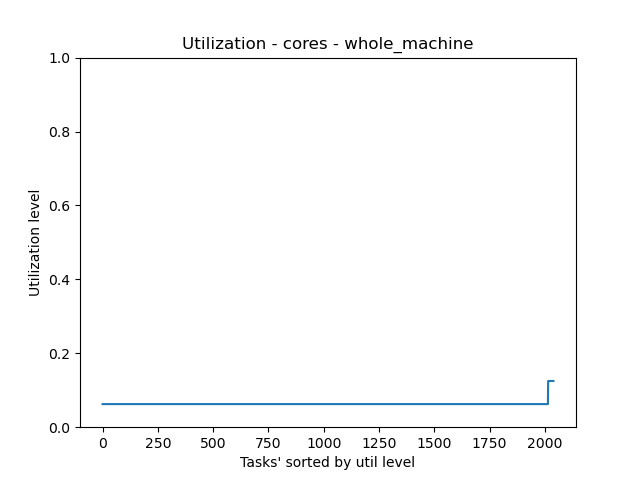 Utilization - cores - whole_machine
1.0
0.8
0.6
0.4
0.2
0.0
Utilization level
0 250 500 750 1000 1250 1500 1750 2000
Tasks' sorted by util level